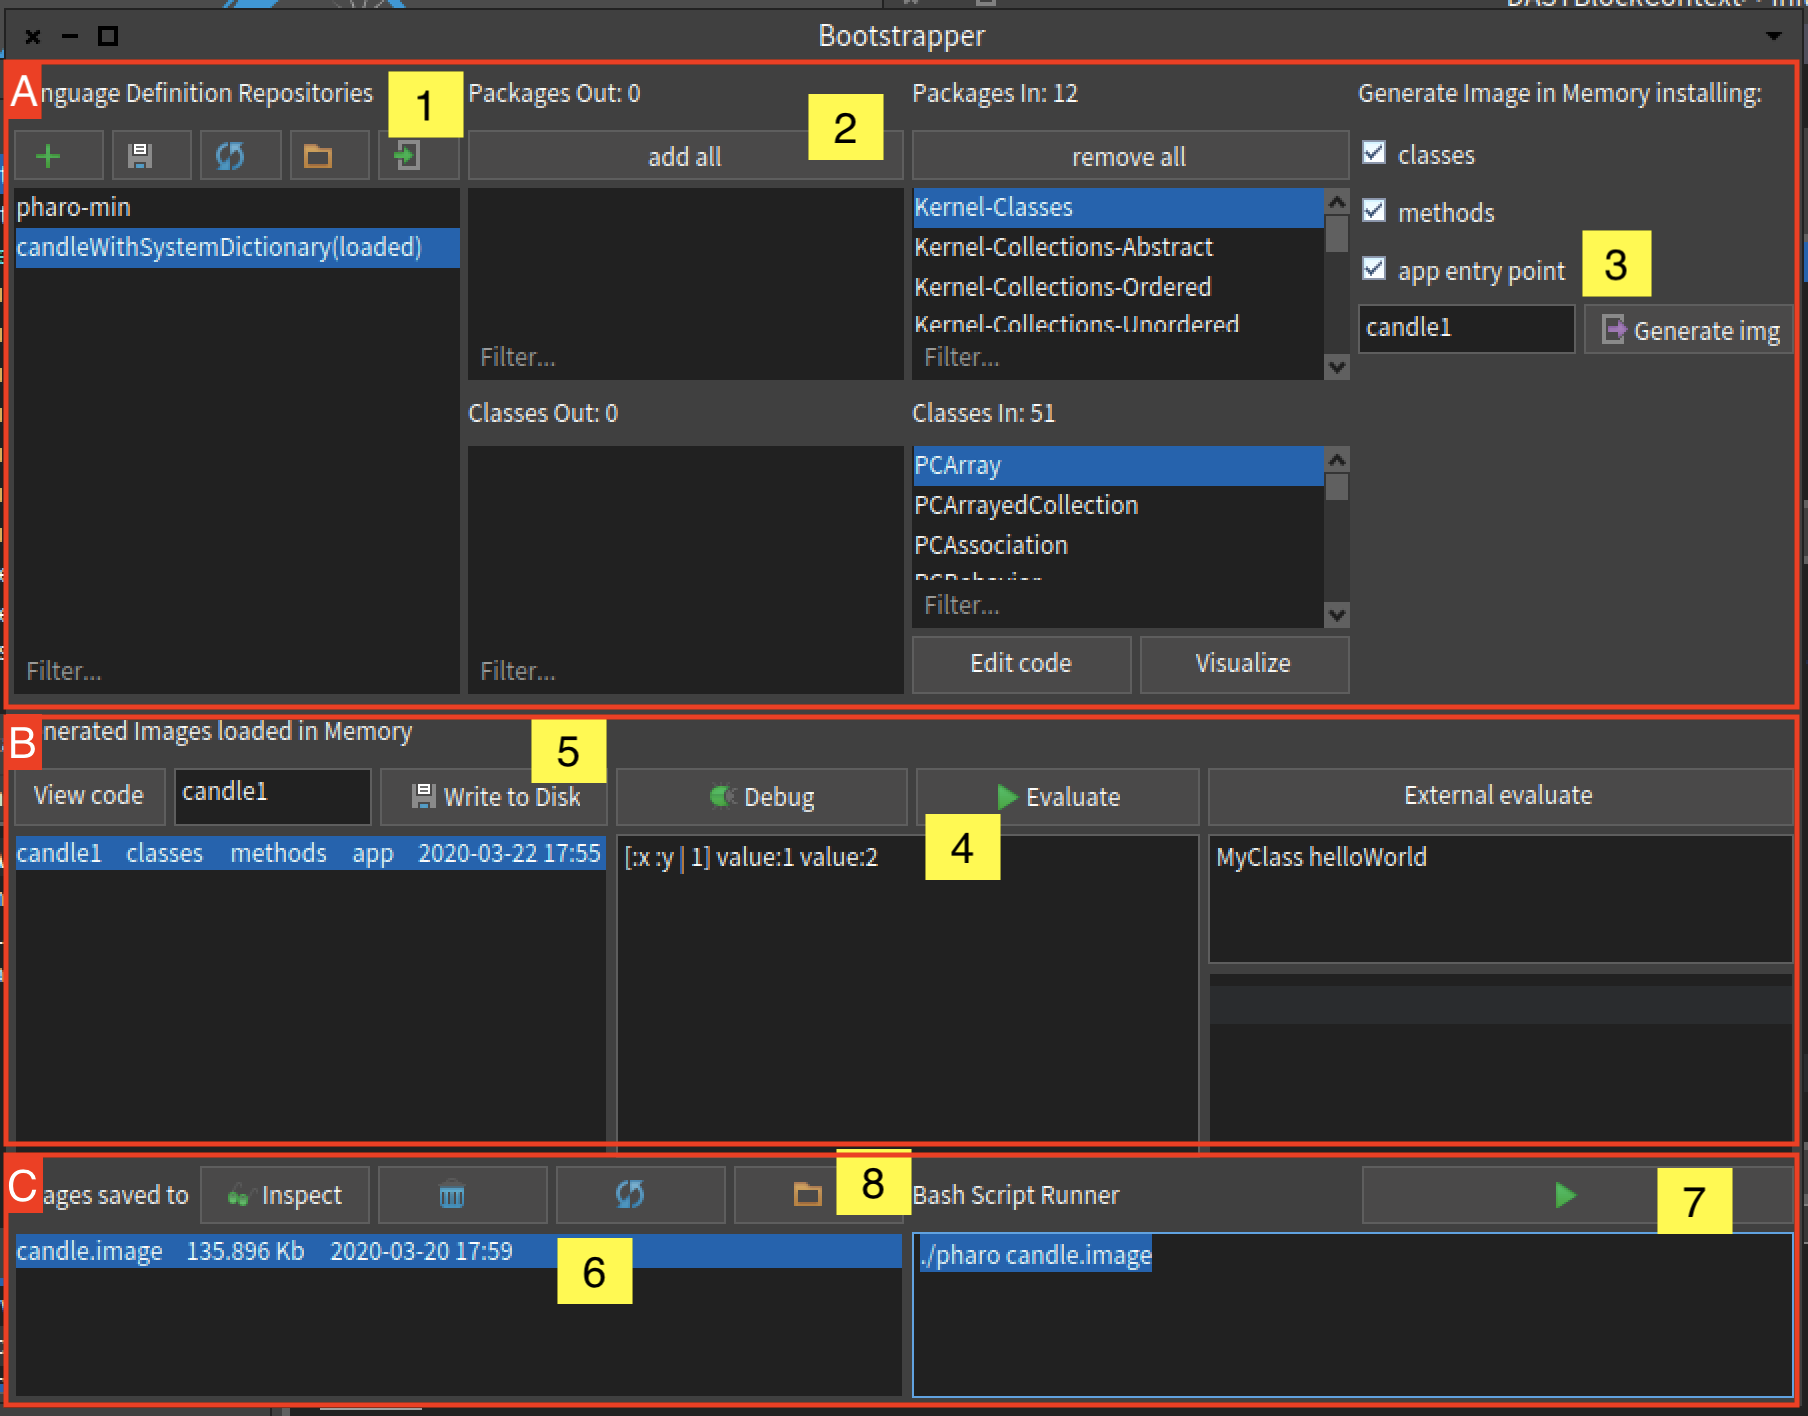 Bootstrapper
A
nguage Definition Repositories
1
Packages Out: 0
2
Packages In: 12
Generate Image in Memory installing:
add all
remove all
classes
methods
app entry point
3
candle1
Generate img
pharo-min
candleWithSystemDictionary(loaded)
Filter...
Filter...
Kernel-Classes
Kernel-Collections-Abstract
Kernel-Collections-Ordered
Kernel-Collections-Unordered
Filter...
Classes Out: 0
Filter...
Classes In: 51
PCArray
PCArrayedCollection
PCAssociation
PCBehavior
Filter...
Edit code
Visualize
B
nerated Images loaded in Memory
5
View code
candle1
Write to Disk
Debug
Evaluate
External evaluate
candle1 classes methods app 2020-03-22 17:55
[:x :y | 1] value:1 value:2
4
MyClass helloWorld
C
ages saved to
Inspect
8
Bash Script Runner
7
candle.image 135.896 Kb 2020-03-20 17:59
6
./pharo candle.image